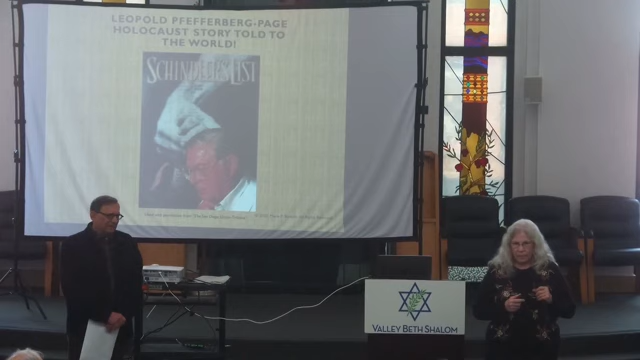 LEOPOLD PFEFFERBERG-PAGE
HOLOCAUST STORY TOLD TO
THE WORLD!
SCHINDLER'S LIST
VALLEY BETH SHALOM